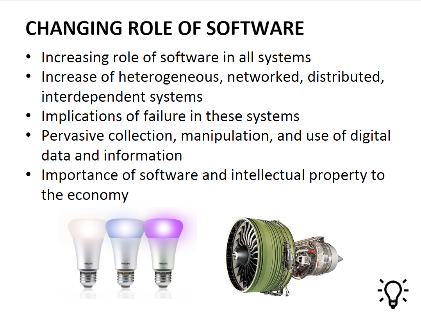 CHANGING ROLE OF SOFTWARE
• Increasing role of software in all systems
• Increase of heterogeneous, networked, distributed,
interdependent systems
• Implications of failure in these systems
• Pervasive collection, manipulation, and use of digital
data and information
• Importance of software and intellectual property to
the economy